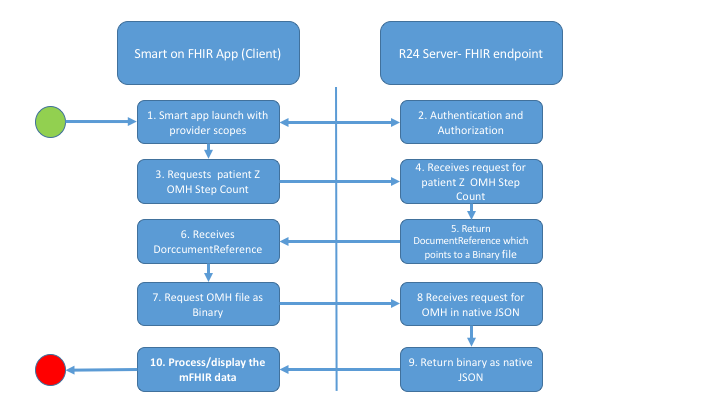 Smart on FHIR App (Client)
R24 Server- FHIR endpoint
1. Smart app launch with
provider scopes
2. Authentication and
Authorization
3. Requests  patient Z
OMH Step Count
4. Receives request for
patient Z  OMH Step
Count
6. Receives
DorccumentReference
5. Return
DocumentReference which
points to a Binary file
7. Request OMH file as
Binary
8 Receives request for
OMH in native JSON
10. Process/display the
mFHIR data
9. Return binary as native
JSON